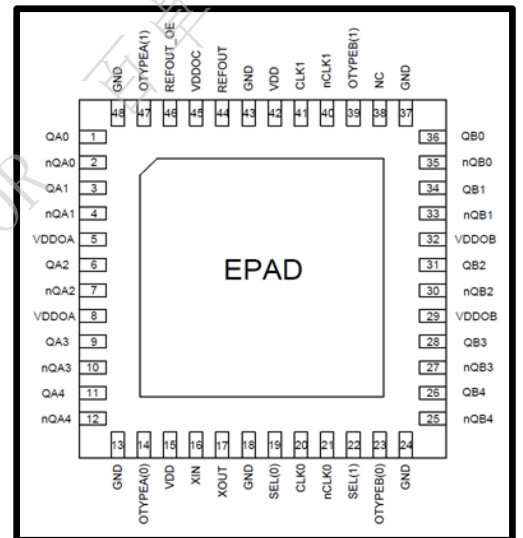 GND OTYPEA(1) REFOUT_OE VDDOC REFOUT GND VDD CLK1 nCLK1 OTYPEB(1) NC GND
48 47 46 45 44 43 42 41 40 39 38 37
QA0 1 36 QB0
nQA0 2 35 nQB0
QA1 3 34 QB1
nQA1 4 33 nQB1
VDDOA 5 32 VDDOB
QA2 6 31 QB2
EPAD
nQA2 7 30 nQB2
VDDOA 8 29 VDDOB
QA3 9 28 QB3
nQA3 10 27 nQB3
QA4 11 26 QB4
nQA4 12 25 nQB4
13 14 15 16 17 18 19 20 21 22 23 24
GND OTYPEA(0) VDD XIN XOUT GND SEL(0) CLK0 nCLK0 SEL(1) OTYPEB(0) GND